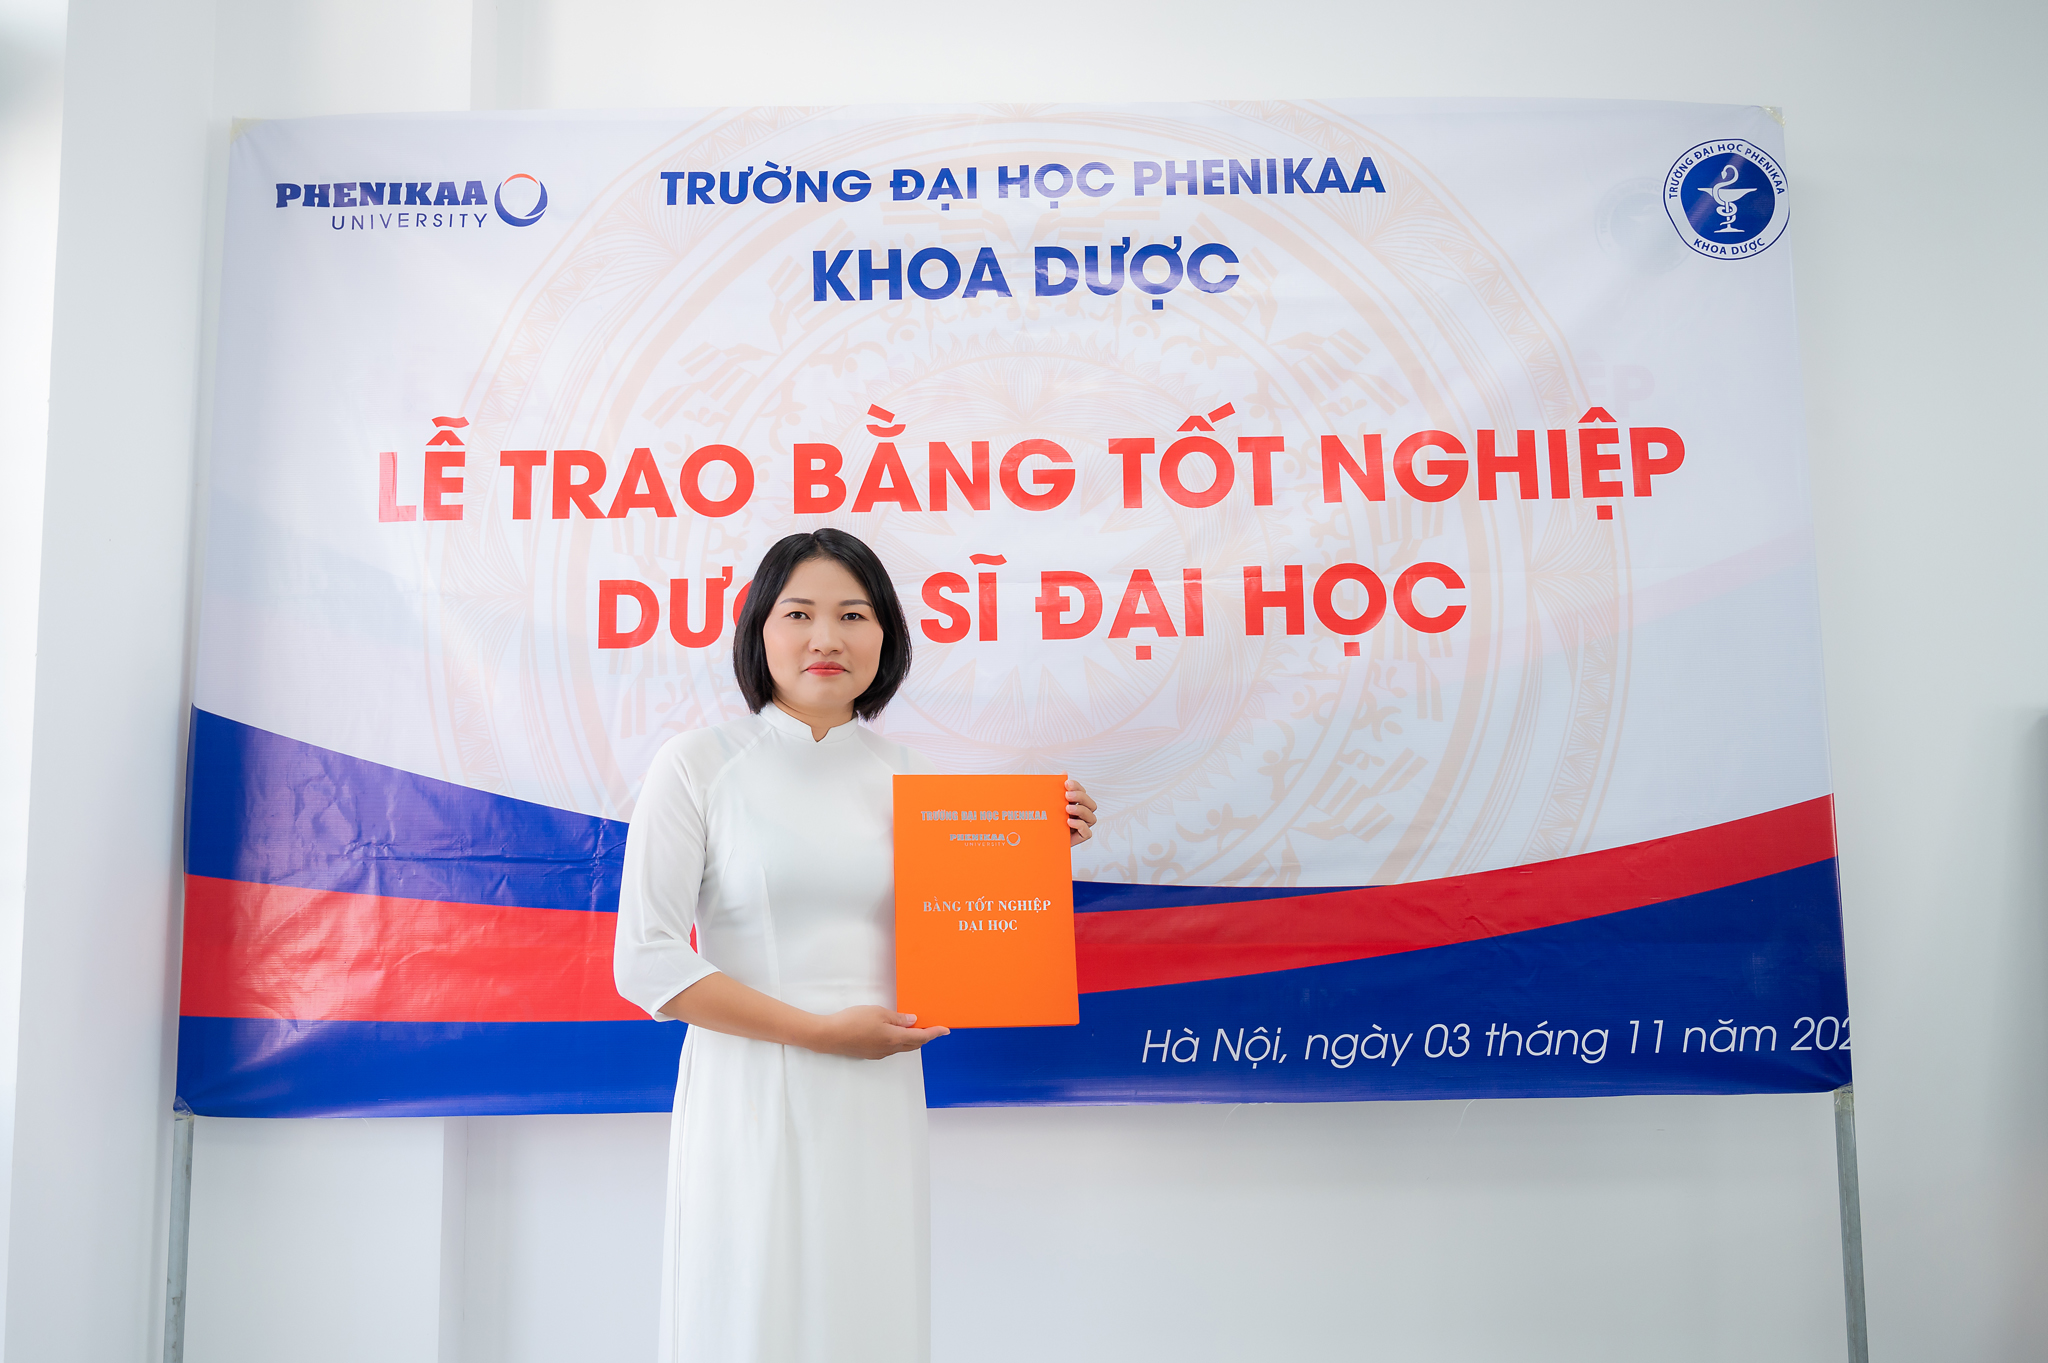 PHENIKAA
UNIVERSITY
TRƯỜNG ĐẠI HỌC PHENIKAA
KHOA DƯỢC
TRƯỜNG ĐẠI HỌC PHENIKAA
KHOA DƯỢC
LỄ TRAO BẰNG TỐT NGHIỆP
SĨ ĐẠI HỌC
TRƯỜNG ĐẠI HỌC PHENIKAA
PHENIKAA
UNIVERSITY
BẰNG TỐT NGHIỆP
ĐẠI HỌC
Hà Nội, ngày 03 tháng 11 năm